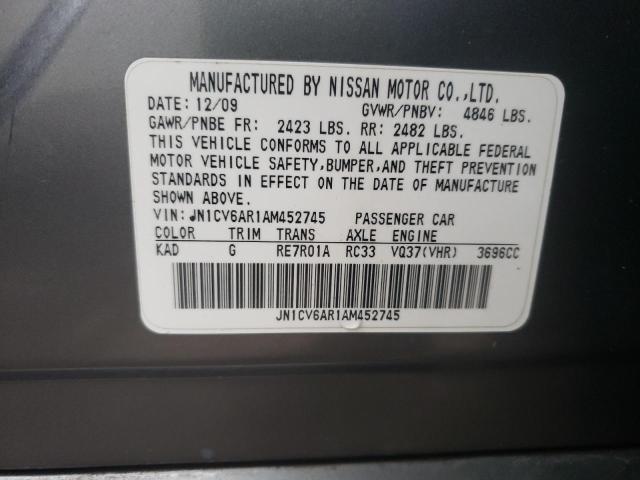 MANUFACTURED BY NISSAN MOTOR CO.,LTD.
DATE: 12/09 GVWR/PNBV: 4846 LBS.
GAWR/PNBE FR: 2423 LBS. RR: 2482 LBS.
THIS VEHICLE CONFORMS TO ALL APPLICABLE FEDERAL
MOTOR VEHICLE SAFETY,BUMPER,AND THEFT PREVENTION
STANDARDS IN EFFECT ON THE DATE OF MANUFACTURE
SHOWN ABOVE.
VIN: JN1CV6AR1AM452745 PASSENGER CAR
COLOR TRIM TRANS AXLE ENGINE
KAD G RE7R01A RC33 VQ37(VHR) 3696CC
JN1CV6AR1AM452745